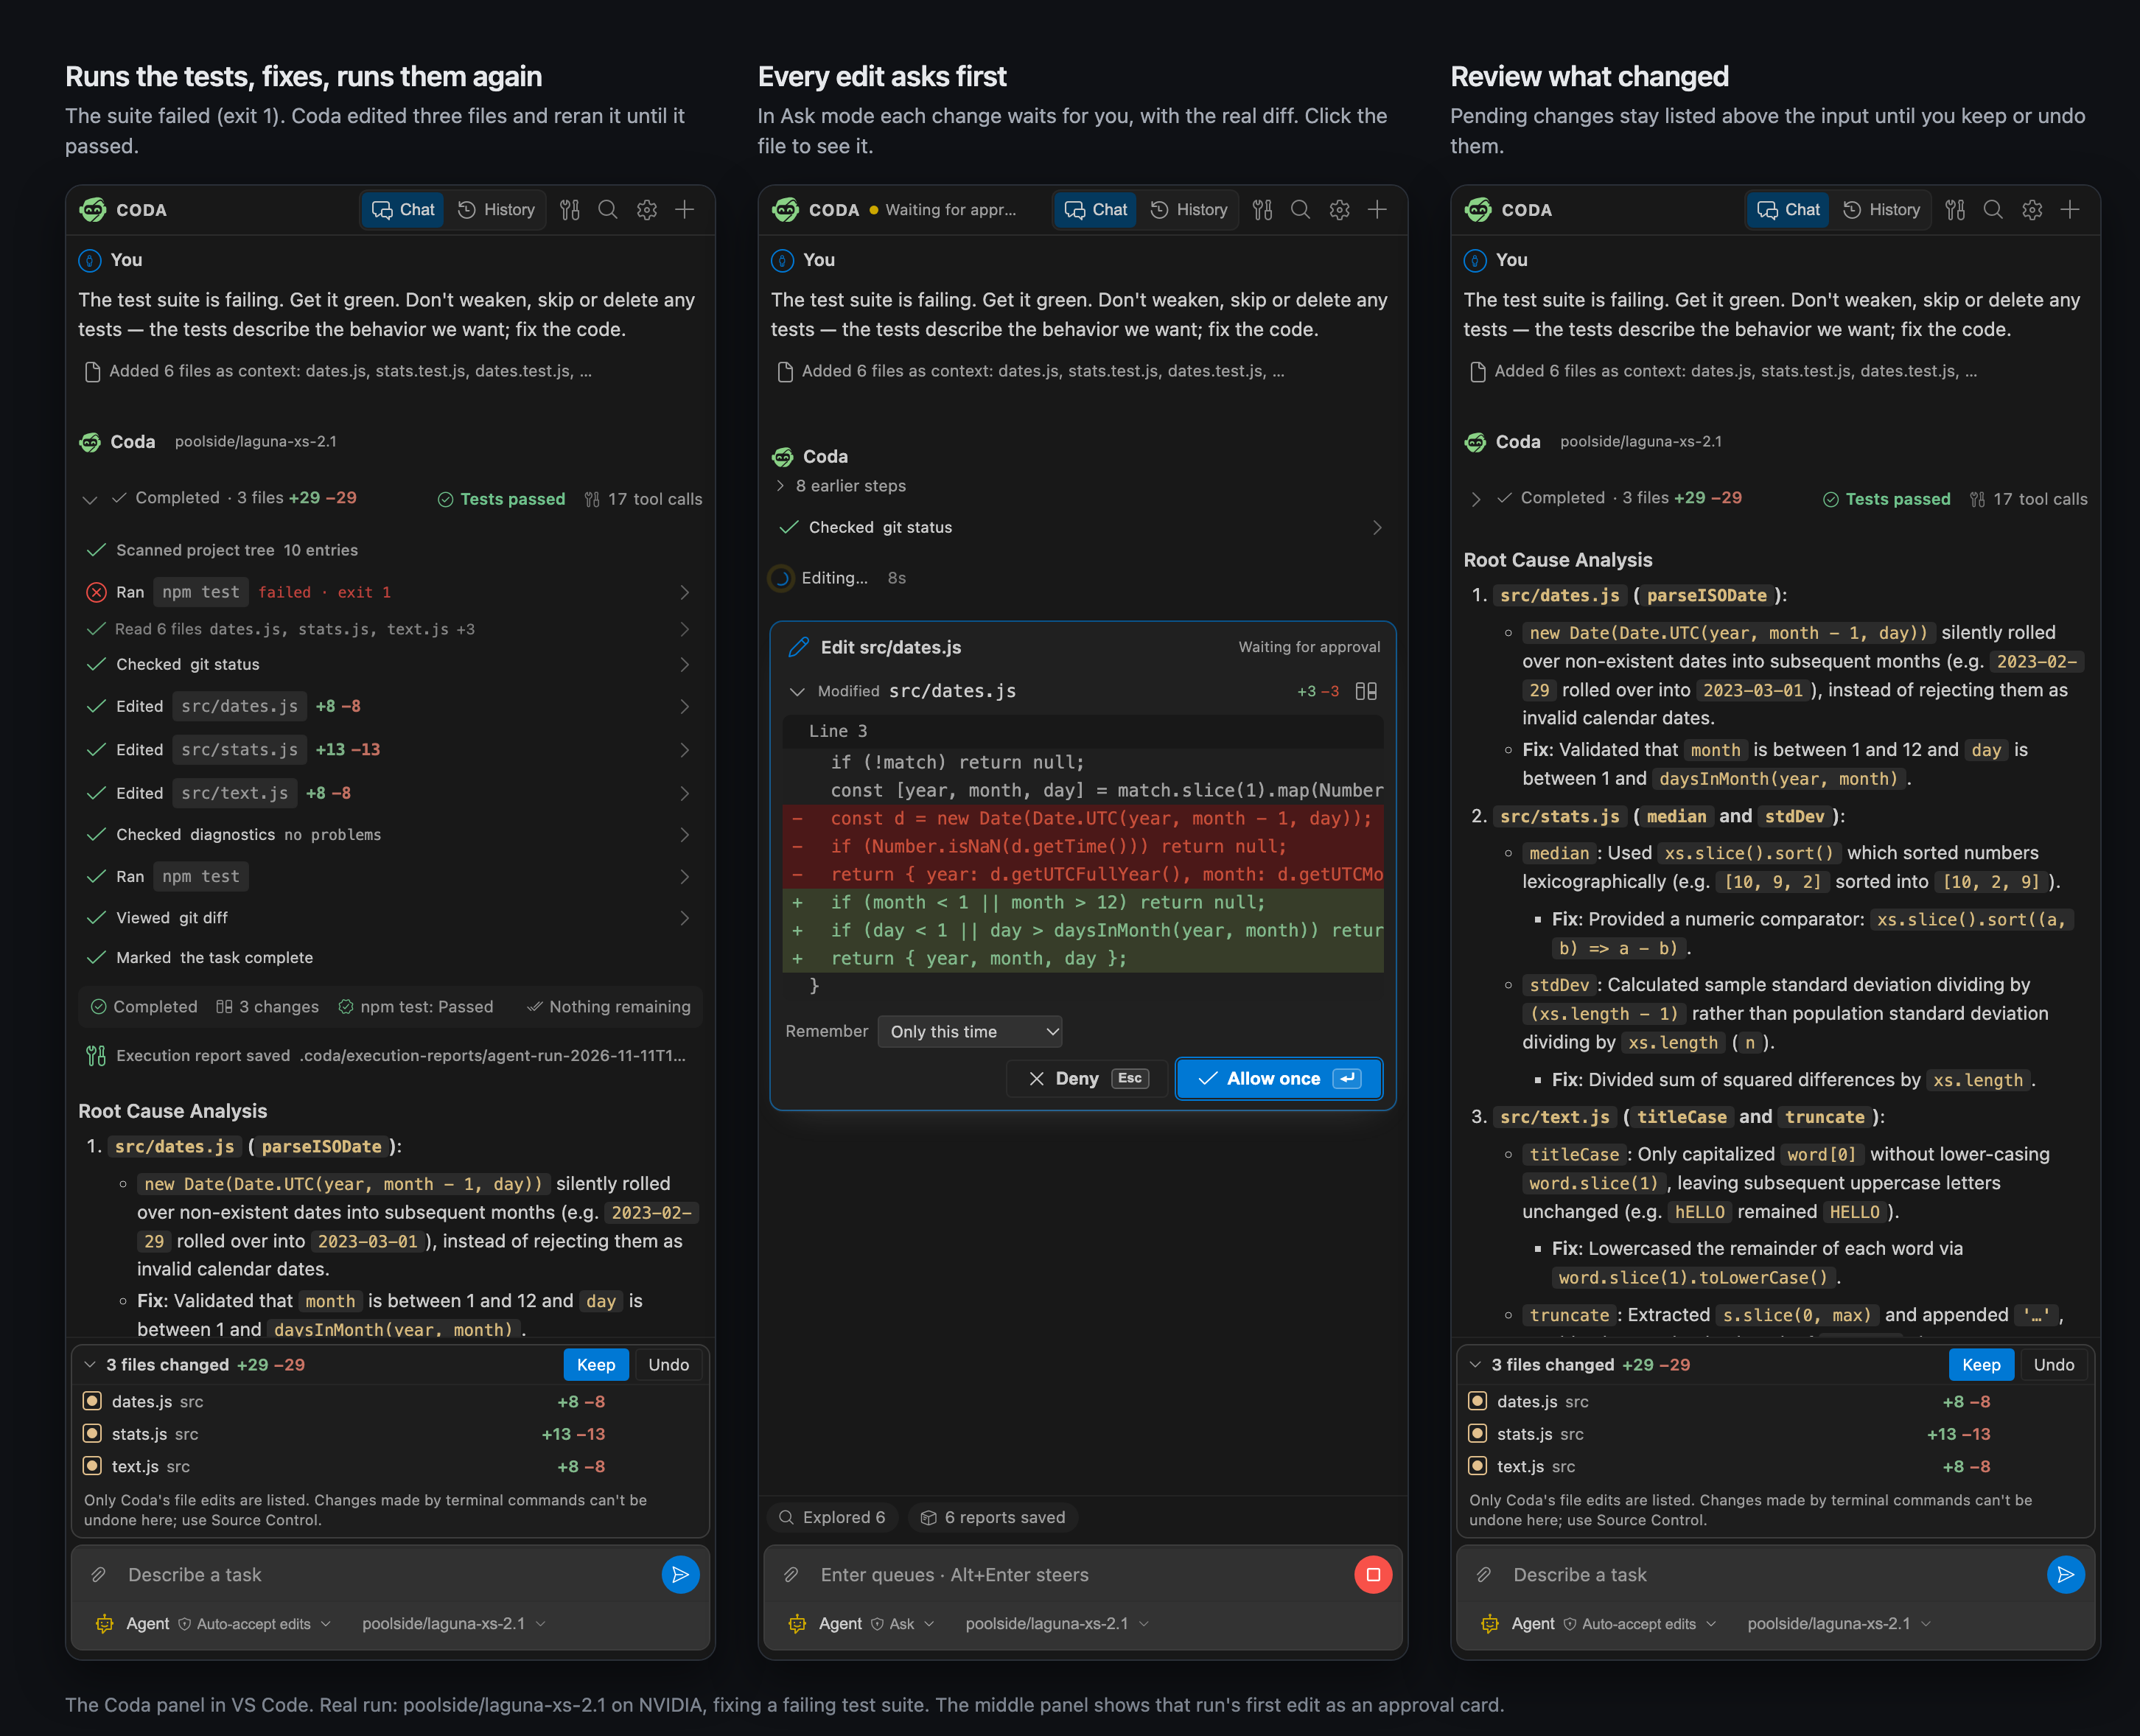 Runs the tests, fixes, runs them again
The suite failed (exit 1). Coda edited three files and reran it until it
passed.
CODA
Chat
History
You
The test suite is failing. Get it green. Don't weaken, skip or delete any
tests — the tests describe the behavior we want; fix the code.
Added 6 files as context: dates.js, stats.test.js, dates.test.js, ...
Coda poolside/laguna-xs-2.1
Completed · 3 files +29 −29 Tests passed 17 tool calls
Scanned project tree 10 entries
Ran npm test failed · exit 1
Read 6 files dates.js, stats.js, text.js +3
Checked git status
Edited src/dates.js +8 −8
Edited src/stats.js +13 −13
Edited src/text.js +8 −8
Checked diagnostics no problems
Ran npm test
Viewed git diff
Marked the task complete
Completed 3 changes npm test: Passed Nothing remaining
Execution report saved .coda/execution-reports/agent-run-2026-11-11T1...
Root Cause Analysis
1. src/dates.js ( parseISODate ):
new Date(Date.UTC(year, month − 1, day)) silently rolled
over non-existent dates into subsequent months (e.g. 2023-02-
29 rolled over into 2023-03-01 ), instead of rejecting them as
invalid calendar dates.
Fix: Validated that month is between 1 and 12 and day is
between 1 and daysInMonth(year, month) .
3 files changed +29 −29 Keep Undo
dates.js src +8 −8
stats.js src +13 −13
text.js src +8 −8
Only Coda's file edits are listed. Changes made by terminal commands can't be
undone here; use Source Control.
Describe a task
Agent Auto-accept edits poolside/laguna-xs-2.1
Every edit asks first
In Ask mode each change waits for you, with the real diff. Click the
file to see it.
CODA Waiting for appr... Chat History
You
The test suite is failing. Get it green. Don't weaken, skip or delete any
tests — the tests describe the behavior we want; fix the code.
Added 6 files as context: dates.js, stats.test.js, dates.test.js, ...
Coda
8 earlier steps
Checked git status
Editing... 8s
Edit src/dates.js Waiting for approval
Modified src/dates.js +3 −3
Line 3
if (!match) return null;
const [year, month, day] = match.slice(1).map(Number
− const d = new Date(Date.UTC(year, month − 1, day));
− if (Number.isNaN(d.getTime())) return null;
− return { year: d.getUTCFullYear(), month: d.getUTCMo
+ if (month < 1 || month > 12) return null;
+ if (day < 1 || day > daysInMonth(year, month)) retur
+ return { year, month, day };
}
Remember Only this time
Deny Esc Allow once
Explored 6 6 reports saved
Enter queues · Alt+Enter steers
Agent Ask poolside/laguna-xs-2.1
Review what changed
Pending changes stay listed above the input until you keep or undo
them.
CODA Chat History
You
The test suite is failing. Get it green. Don't weaken, skip or delete any
tests — the tests describe the behavior we want; fix the code.
Added 6 files as context: dates.js, stats.test.js, dates.test.js, ...
Coda poolside/laguna-xs-2.1
Completed · 3 files +29 −29 Tests passed 17 tool calls
Root Cause Analysis
1. src/dates.js ( parseISODate ):
new Date(Date.UTC(year, month − 1, day)) silently rolled
over non-existent dates into subsequent months (e.g. 2023-02-
29 rolled over into 2023-03-01 ), instead of rejecting them as
invalid calendar dates.
Fix: Validated that month is between 1 and 12 and day is
between 1 and daysInMonth(year, month) .
2. src/stats.js ( median and stdDev ):
median : Used xs.slice().sort() which sorted numbers
lexicographically (e.g. [10, 9, 2] sorted into [10, 2, 9] ).
Fix: Provided a numeric comparator: xs.slice().sort((a,
b) => a − b) .
stdDev : Calculated sample standard deviation dividing by
(xs.length − 1) rather than population standard deviation
dividing by xs.length ( n ).
Fix: Divided sum of squared differences by xs.length .
3. src/text.js ( titleCase and truncate ):
titleCase : Only capitalized word[0] without lower-casing
word.slice(1) , leaving subsequent uppercase letters
unchanged (e.g. hELLO remained HELLO ).
Fix: Lowercased the remainder of each word via
word.slice(1).toLowerCase() .
truncate : Extracted s.slice(0, max) and appended '…' ,
3 files changed +29 −29 Keep Undo
dates.js src +8 −8
stats.js src +13 −13
text.js src +8 −8
Only Coda's file edits are listed. Changes made by terminal commands can't be
undone here; use Source Control.
Describe a task
Agent Auto-accept edits poolside/laguna-xs-2.1
The Coda panel in VS Code. Real run: poolside/laguna-xs-2.1 on NVIDIA, fixing a failing test suite. The middle panel shows that run's first edit as an approval card.